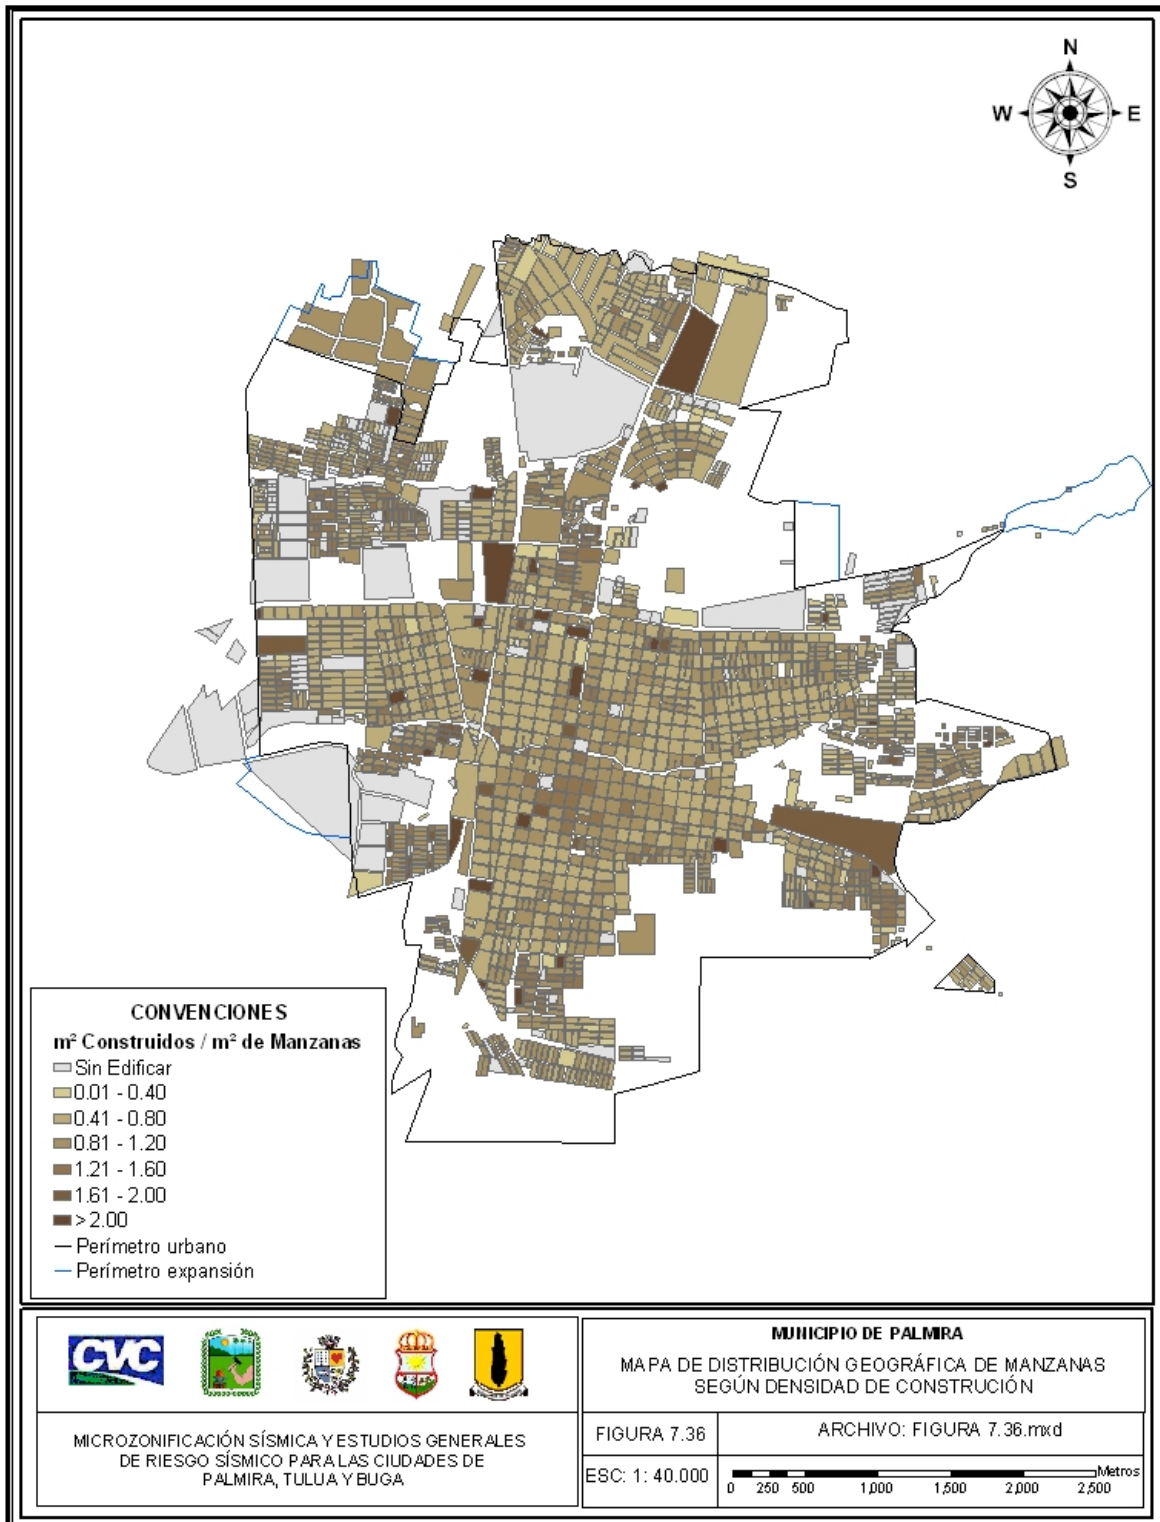 N
W
E
S
CONVENCIONES
m² Construidos / m² de Manzanas
Sin Edificar
0.01 - 0.40
0.41 - 0.80
0.81 - 1.20
1.21 - 1.60
1.61 - 2.00
> 2.00
Perímetro urbano
Perímetro expansión
CVC
MICROZONIFICACIÓN SÍSMICA Y ESTUDIOS GENERALES
DE RIESGO SÍSMICO PARA LAS CIUDADES DE
PALMIRA, TULUA Y BUGA
MUNICIPIO DE PALMIRA
MAPA DE DISTRIBUCIÓN GEOGRÁFICA DE MANZANAS
SEGÚN DENSIDAD DE CONSTRUCIÓN
FIGURA 7.36
ARCHIVO: FIGURA 7.36.mxd
ESC: 1: 40.000
Metros
0 250 500 1,000 1,500 2,000 2,500